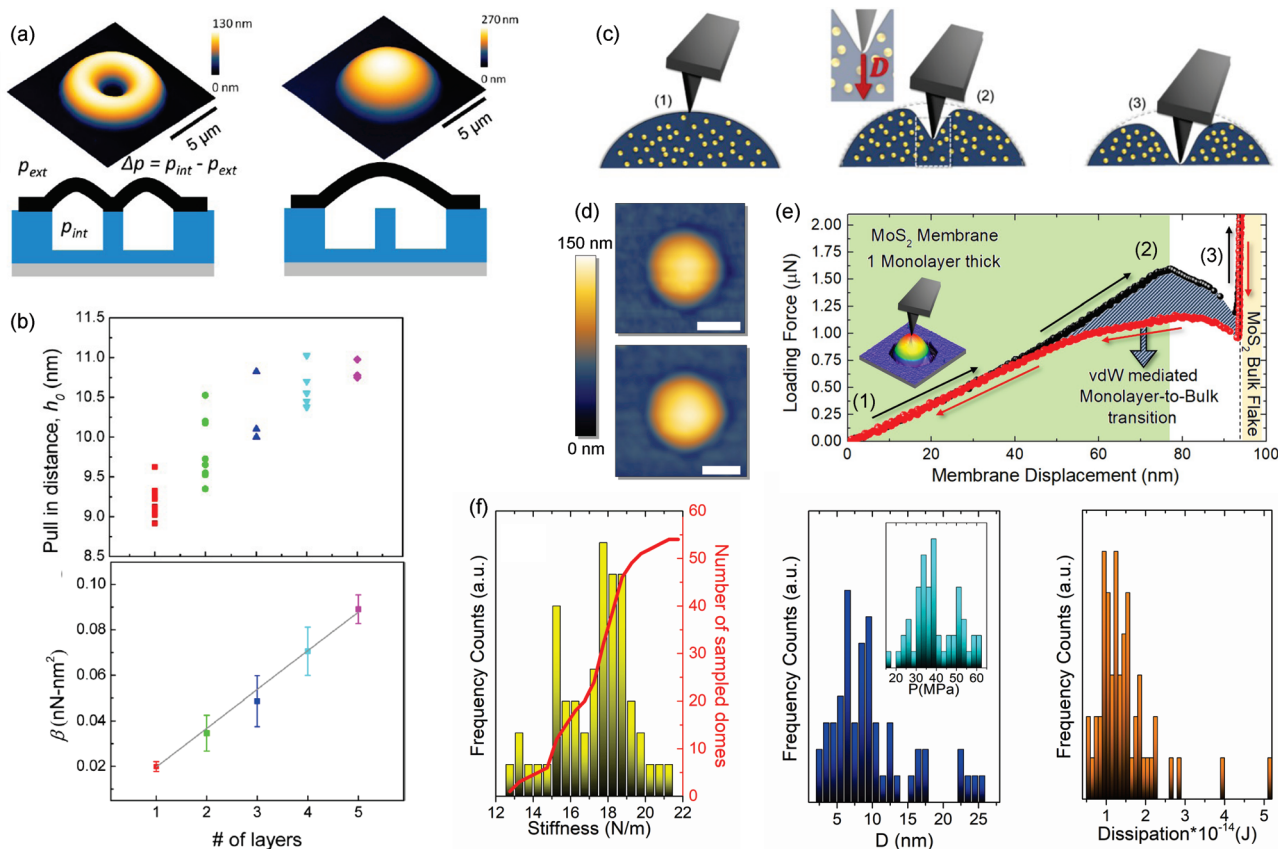 (a)
130 nm
0 nm
5 µm
270 nm
0 nm
5 µm
p_ext
Δp = p_int - p_ext
p_int
(b)
11.5
11.0
10.5
10.0
9.5
9.0
8.5
Pull in distance, h₀ (nm)
0.10
0.08
0.06
0.04
0.02
β (nN-nm²)
1
2
3
4
5
# of layers
(c)
(1)
D
(2)
(3)
(d)
150 nm
0 nm
(e)
2.00
1.75
1.50
1.25
1.00
0.75
0.50
0.25
0.00
Loading Force (µN)
MoS₂ Membrane
1 Monolayer thick
(1)
(2)
(3)
vdW mediated
Monolayer-to-Bulk
transition
MoS₂ Bulk Flake
0
20
40
60
80
100
Membrane Displacement (nm)
(f)
Frequency Counts (a.u.)
60
50
40
30
20
10
0
Number of sampled domes
12
14
16
18
20
22
Stiffness (N/m)
Frequency Counts (a.u.)
20
30
40
50
60
P(MPa)
5
10
15
20
25
D (nm)
Frequency Counts (a.u.)
1
2
3
4
5
Dissipation*10⁻¹⁴(J)